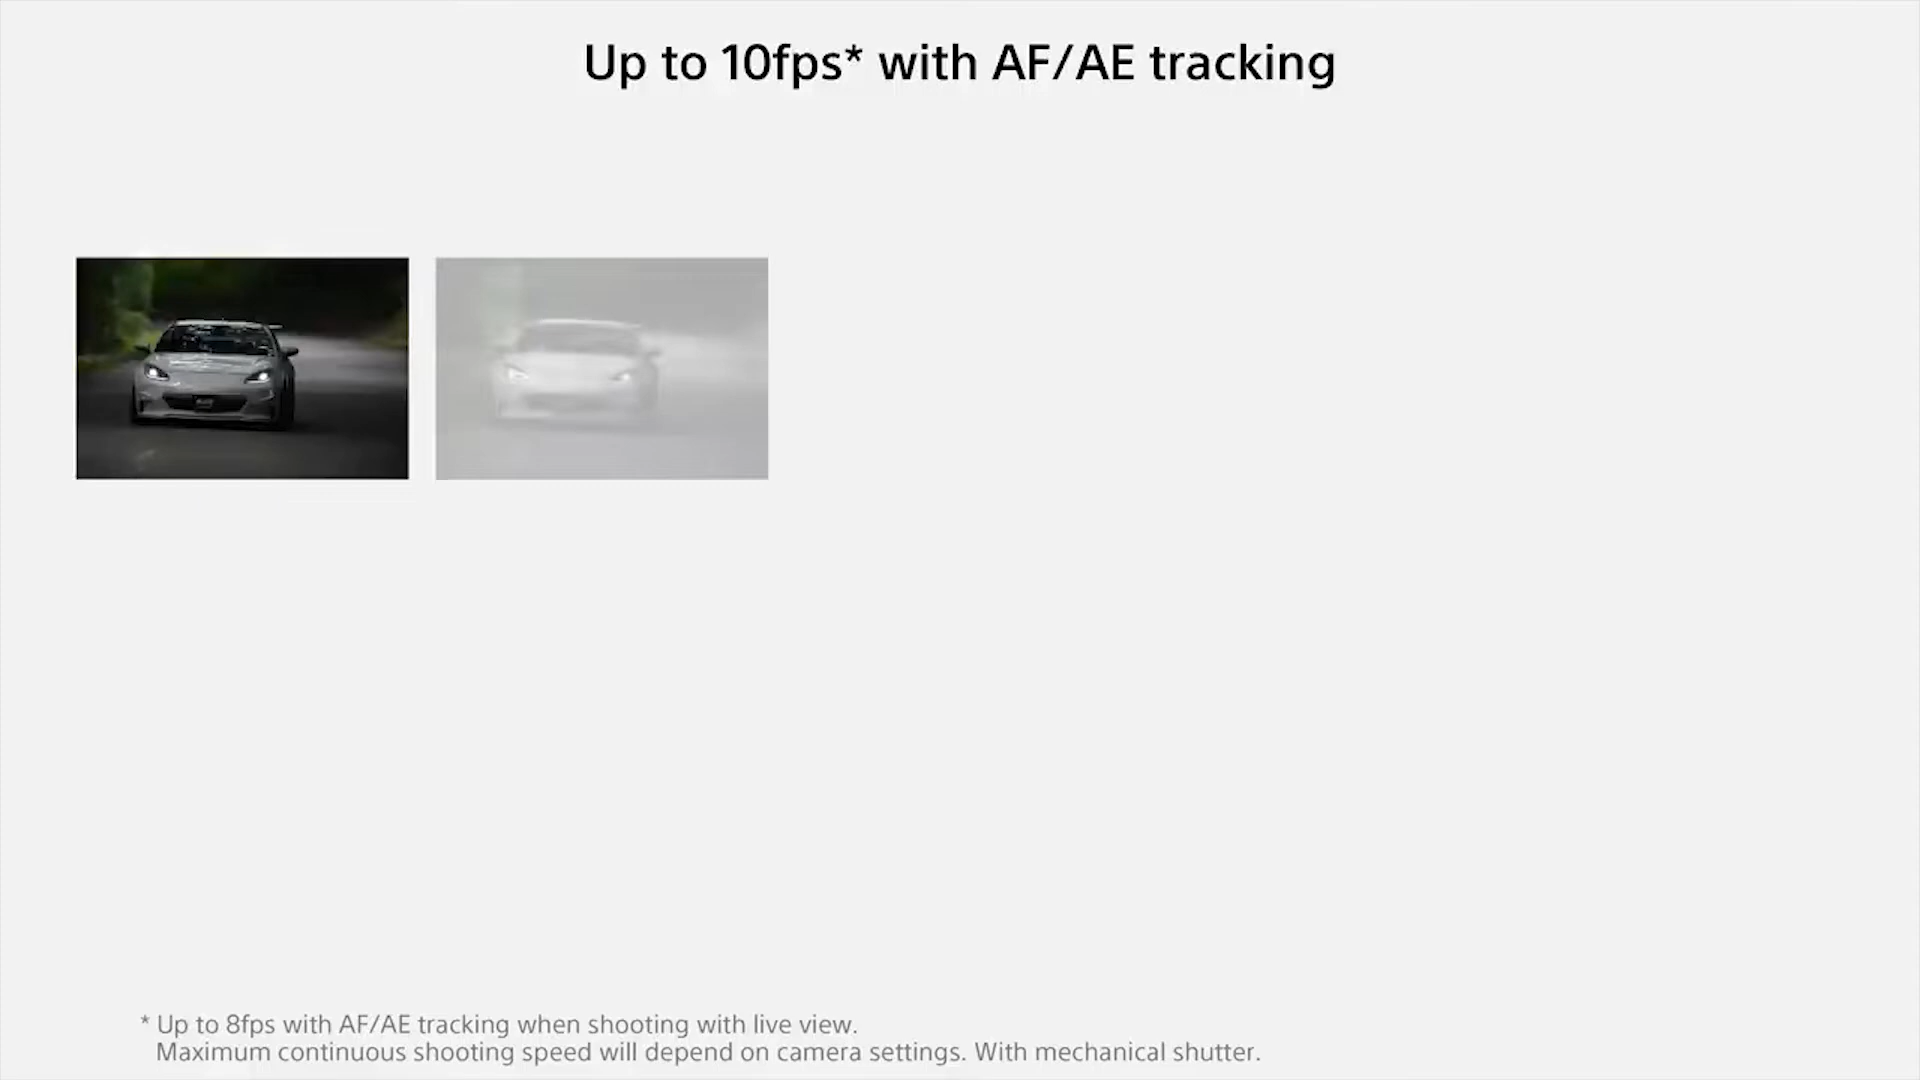 Up to 10fps* with AF/AE tracking
* Up to 8fps with AF/AE tracking when shooting with live view.
Maximum continuous shooting speed will depend on camera settings. With mechanical shutter.